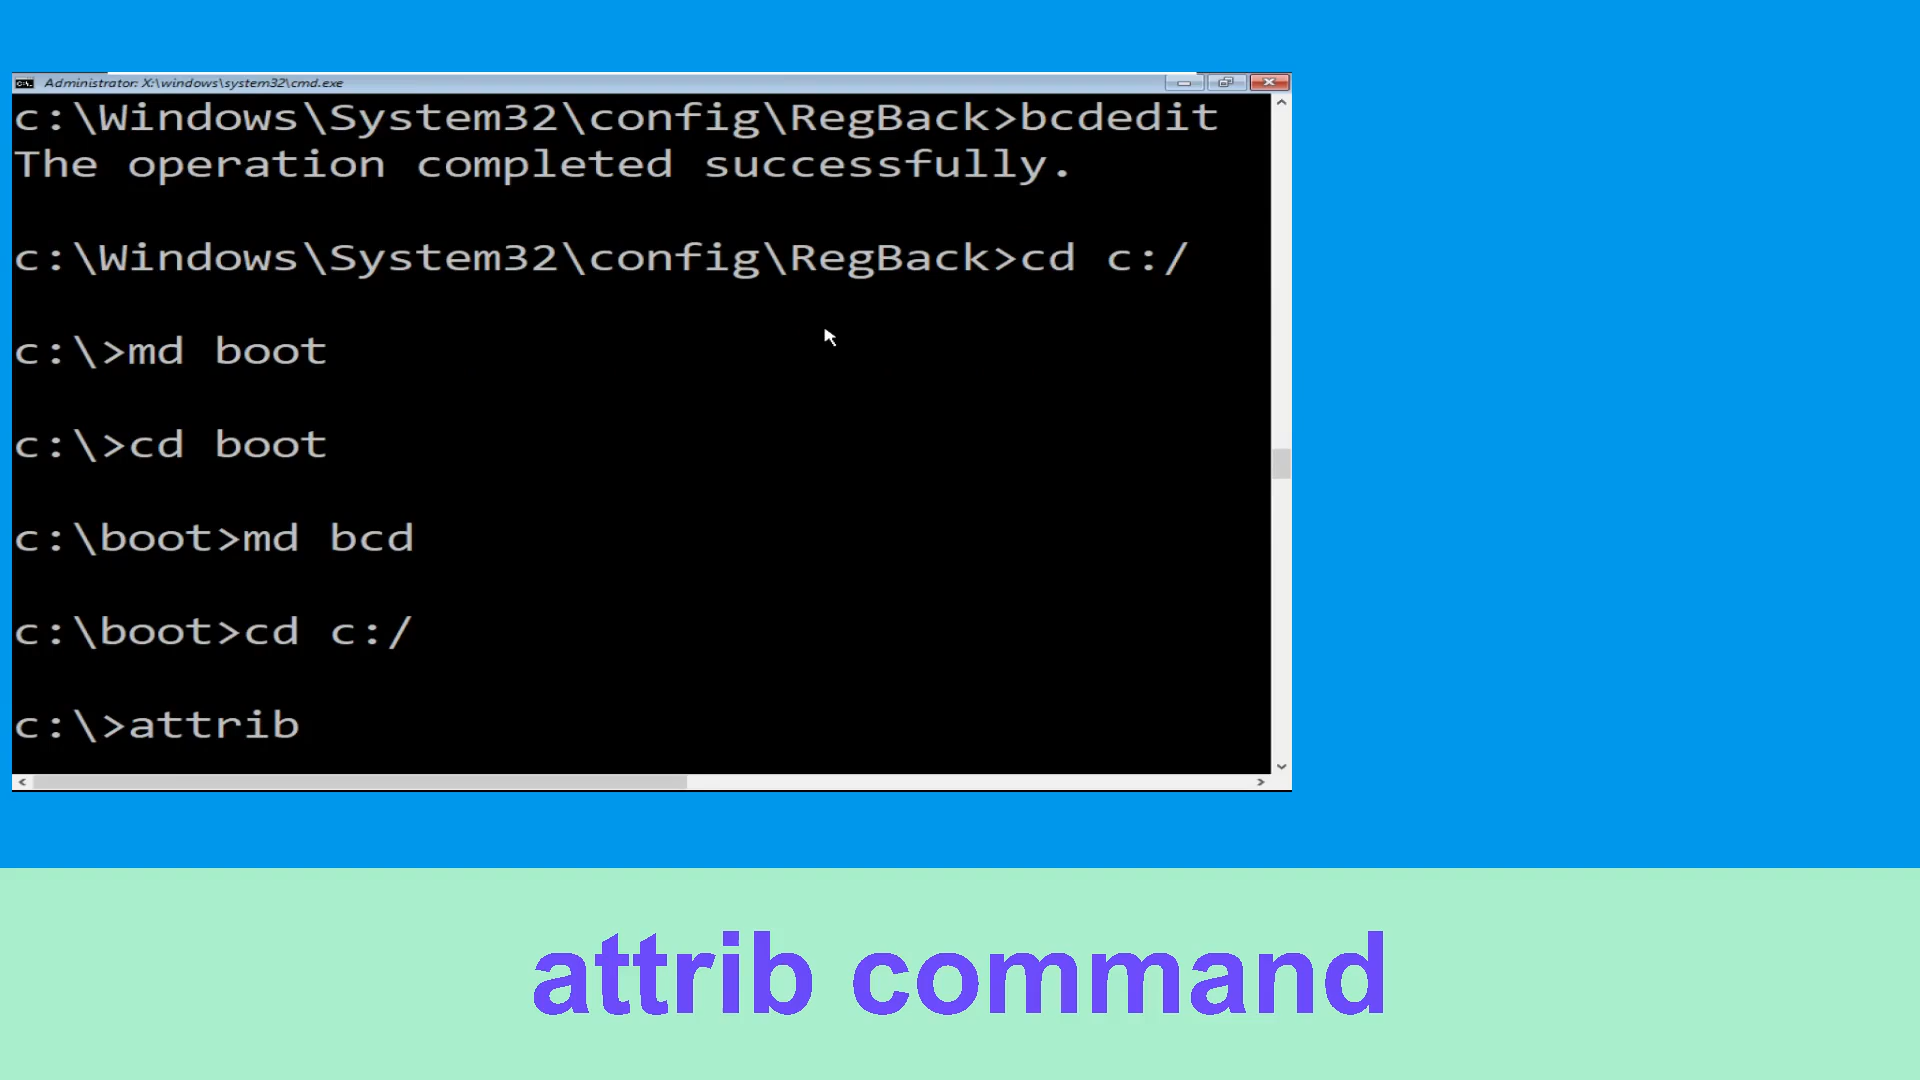 Administrator: X:\windows\system32\cmd.exe
c:\Windows\System32\config\RegBack>bcdedit
The operation completed successfully.
c:\Windows\System32\config\RegBack>cd c:/
c:\>md boot
c:\>cd boot
c:\boot>md bcd
c:\boot>cd c:/
c:\>attrib
attrib command